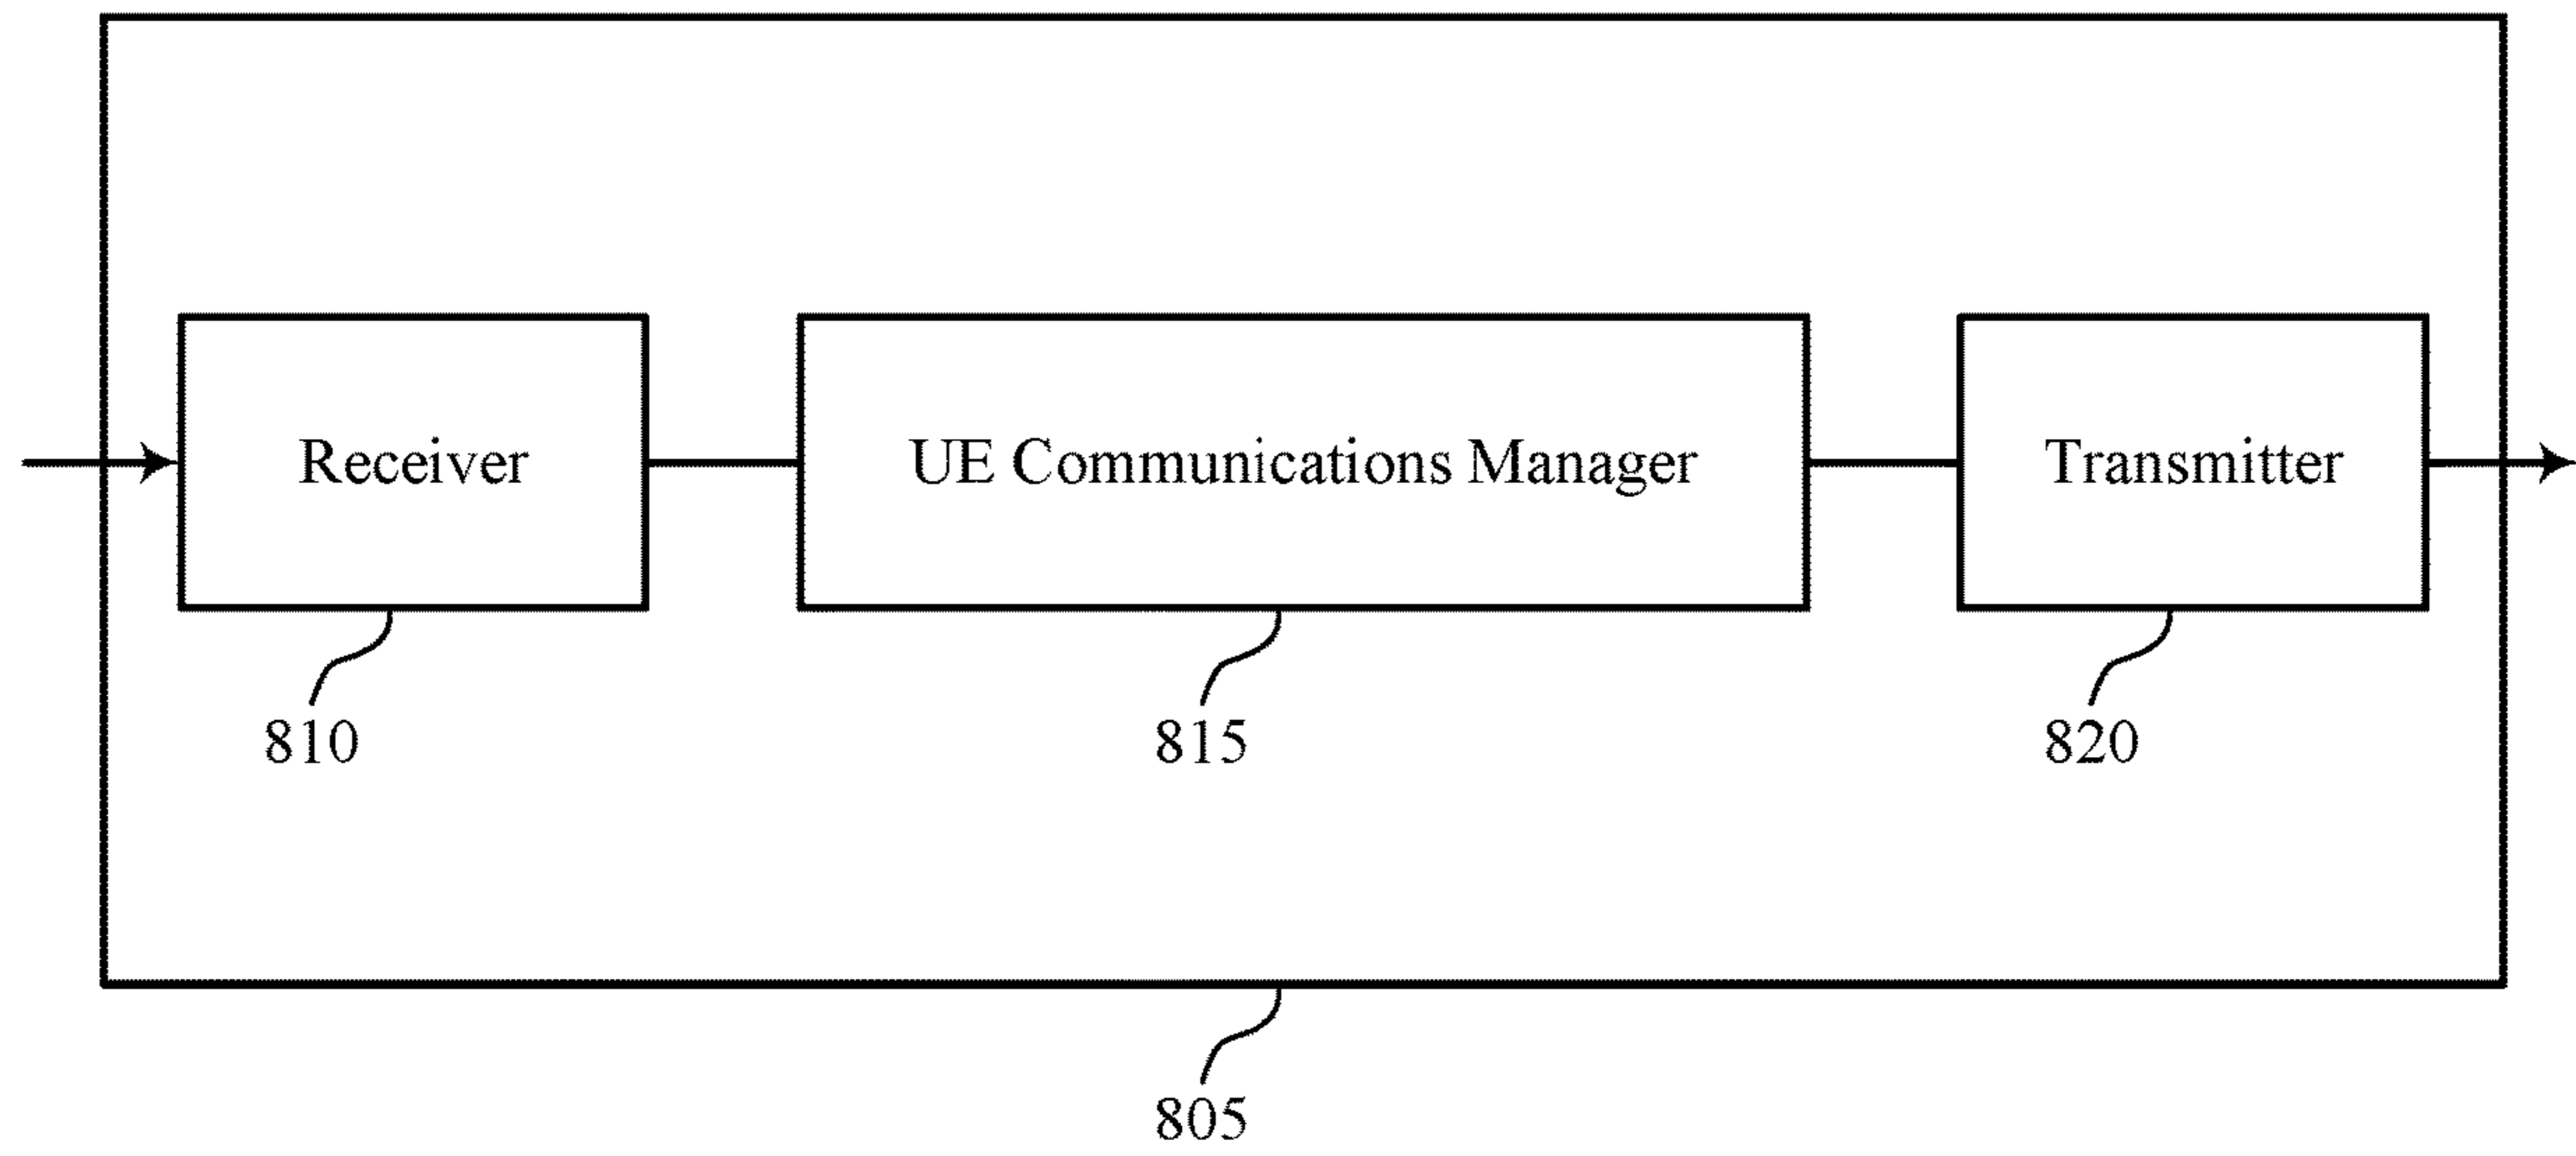 Receiver
UE Communications Manager
Transmitter
810
815
820
805